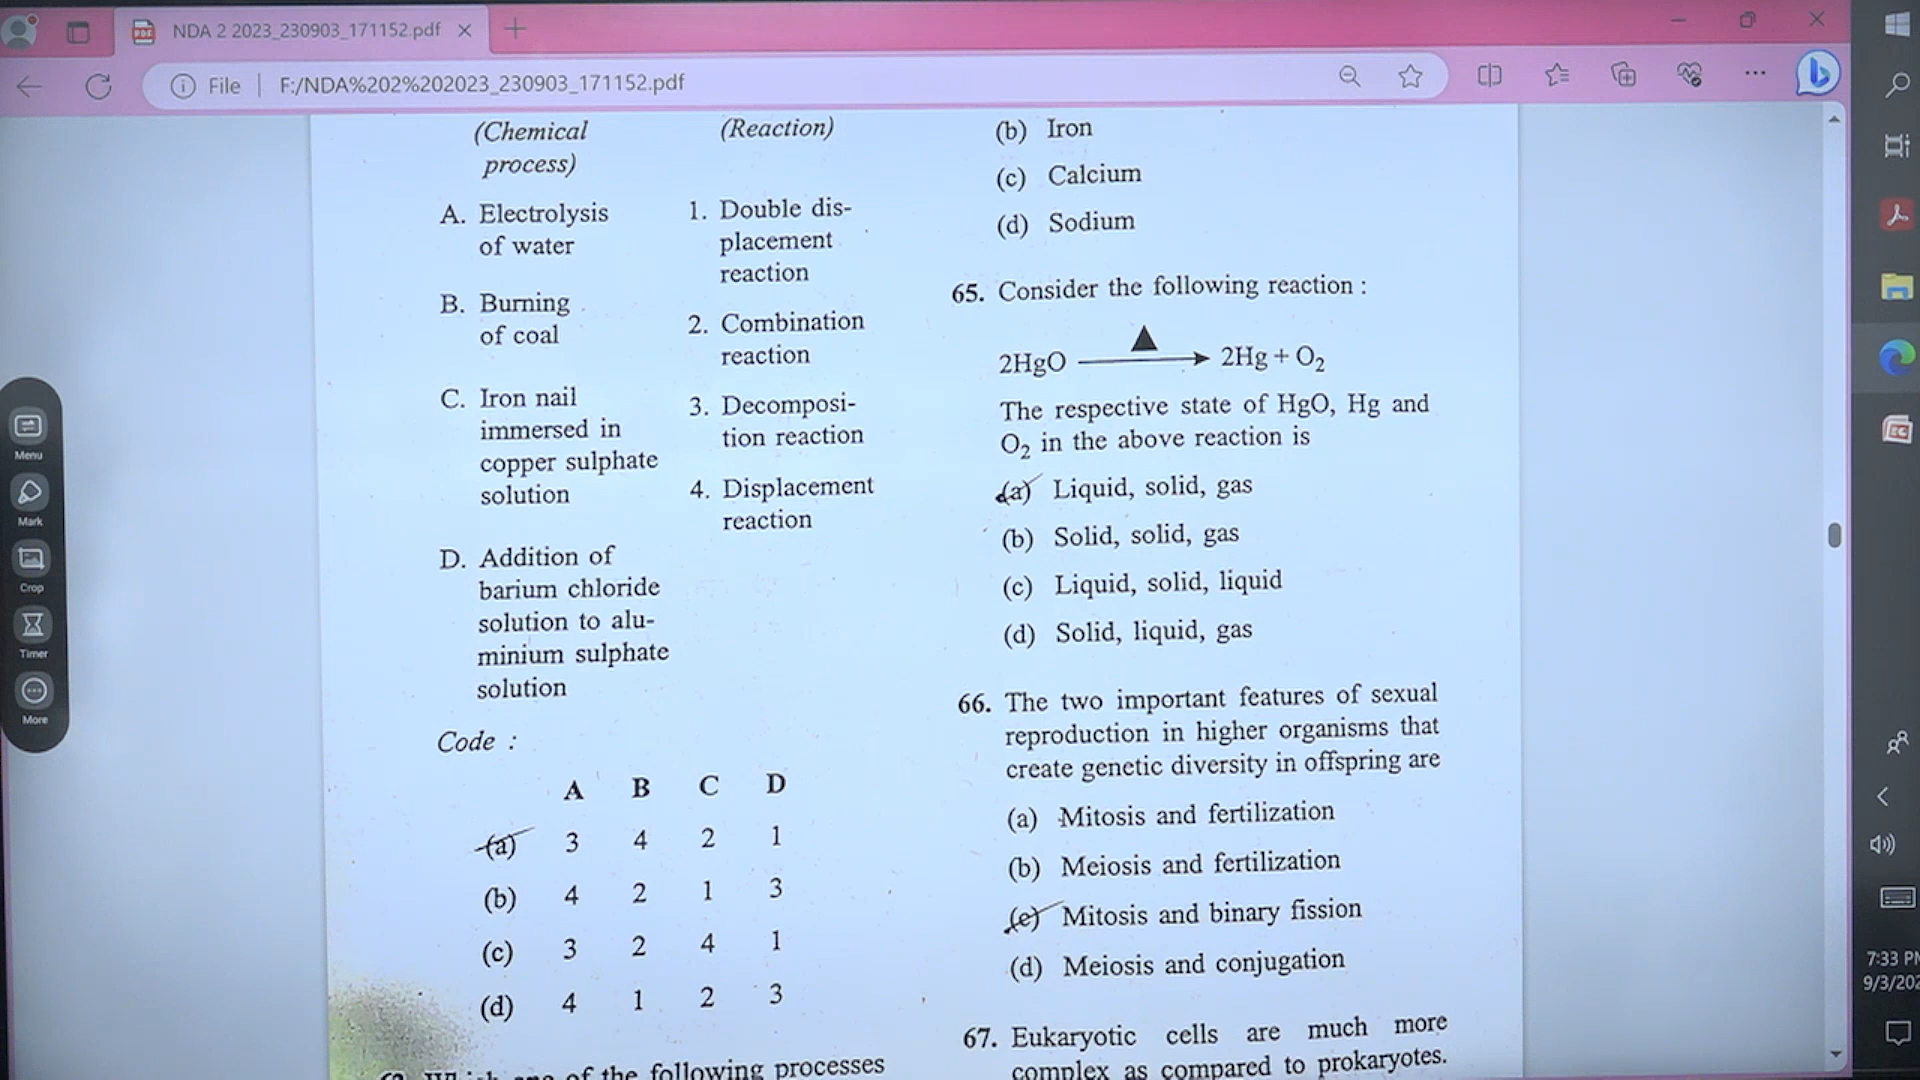 NDA 2 2023_230903_171152.pdf
File
F:/NDA%202%202023_230903_171152.pdf
(Chemical process)
(Reaction)
A. Electrolysis
of water
1. Double dis-
placement
reaction
B. Burning
of coal
2. Combination
reaction
C. Iron nail
immersed in
copper sulphate
solution
3. Decomposi-
tion reaction
4. Displacement
reaction
D. Addition of
barium chloride
solution to alu-
minium sulphate
solution
Code :
A B C D
(a) 3 4 2 1
(b) 4 2 1 3
(c) 3 2 4 1
(d) 4 1 2 3
of the following processes
(b) Iron
(c) Calcium
(d) Sodium
65. Consider the following reaction :
2HgO ▲⟶ 2Hg + O₂
The respective state of HgO, Hg and
O₂ in the above reaction is
(a) Liquid, solid, gas
(b) Solid, solid, gas
(c) Liquid, solid, liquid
(d) Solid, liquid, gas
66. The two important features of sexual
reproduction in higher organisms that
create genetic diversity in offspring are
(a) Mitosis and fertilization
(b) Meiosis and fertilization
(c) Mitosis and binary fission
(d) Meiosis and conjugation
67. Eukaryotic cells are much more
complex as compared to prokaryotes.
Menu
Mark
Crop
Timer
More
7:33 PM
9/3/202